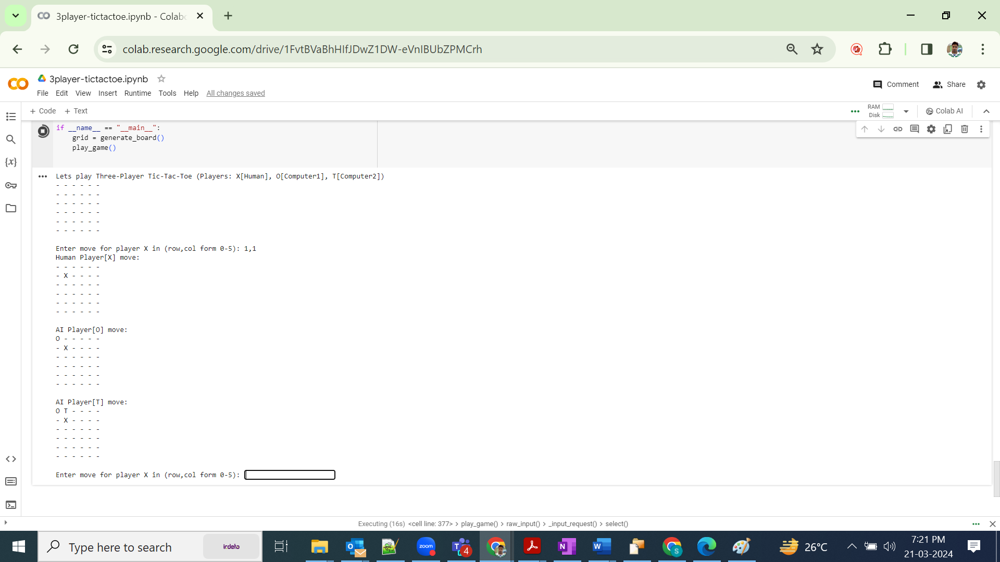 3player-tictactoe.ipynb - Colab
colab.research.google.com/drive/1FvtBVaBhHIfJDwZ1DW-eVnIBUbZPMCrh
3player-tictactoe.ipynb
File Edit View Insert Runtime Tools Help All changes saved
Comment Share
+ Code + Text
RAM
Disk
Colab AI
if __name__ == "__main__":
    grid = generate_board()
    play_game()
{x}
Lets play Three-Player Tic-Tac-Toe (Players: X[Human], O[Computer1], T[Computer2])
- - - - - -
- - - - - -
- - - - - -
- - - - - -
- - - - - -
- - - - - -
Enter move for player X in (row,col form 0-5): 1,1
Human Player[X] move:
- - - - - -
- X - - - -
- - - - - -
- - - - - -
- - - - - -
- - - - - -
AI Player[O] move:
O - - - - -
- X - - - -
- - - - - -
- - - - - -
- - - - - -
- - - - - -
AI Player[T] move:
O T - - - -
- X - - - -
- - - - - -
- - - - - -
- - - - - -
- - - - - -
Enter move for player X in (row,col form 0-5):
Executing (16s) <cell line: 377> > play_game() > raw_input() > _input_request() > select()
Type here to search
irdeto
zoom
4
S
26°C
7:21 PM
21-03-2024